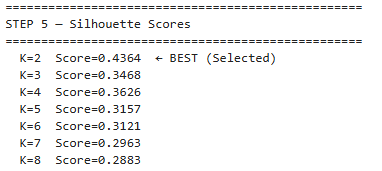 ==================================================
STEP 5 — Silhouette Scores
==================================================
K=2  Score=0.4364  ← BEST (Selected)
K=3  Score=0.3468
K=4  Score=0.3626
K=5  Score=0.3157
K=6  Score=0.3121
K=7  Score=0.2963
K=8  Score=0.2883